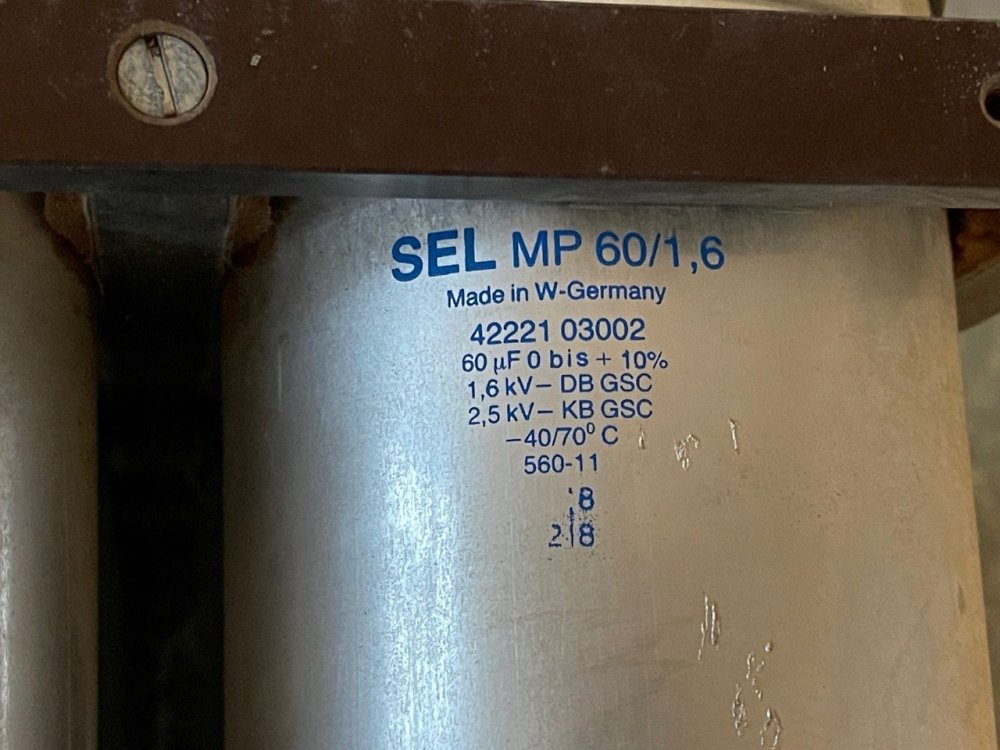 SEL MP 60/1,6
Made in W-Germany
42221 03002
60 µF 0 bis + 10%
1,6 kV– DB GSC
2,5 kV– KB GSC
–40/70⁰ C
560-11
8
2 8